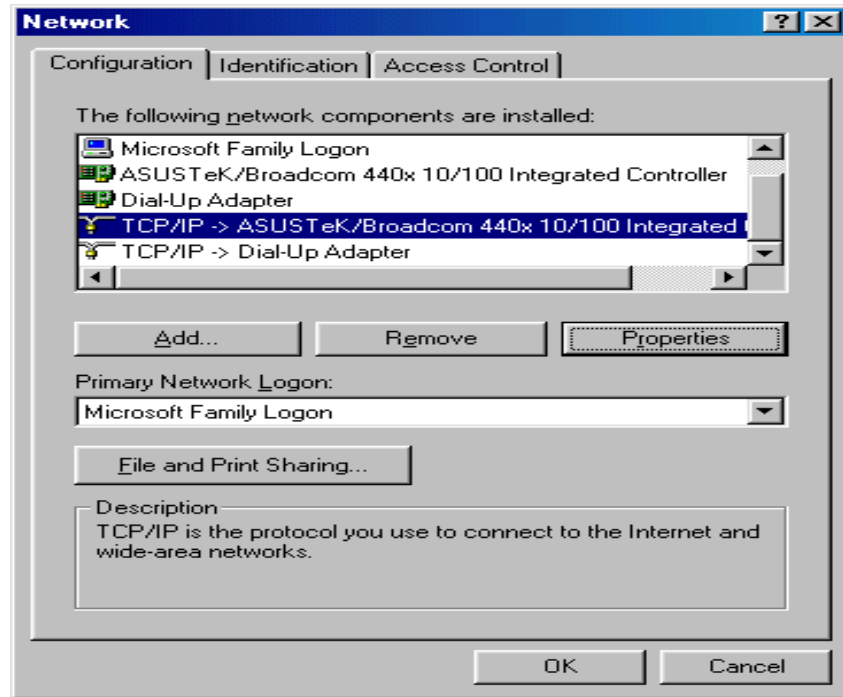 Network
Configuration Identification Access Control
The following network components are installed:
Microsoft Family Logon
ASUSTeK/Broadcom 440x 10/100 Integrated Controller
Dial-Up Adapter
TCP/IP -> ASUSTeK/Broadcom 440x 10/100 Integrated
TCP/IP -> Dial-Up Adapter
Add... Remove Properties
Primary Network Logon:
Microsoft Family Logon
File and Print Sharing...
Description
TCP/IP is the protocol you use to connect to the Internet and
wide-area networks.
OK Cancel